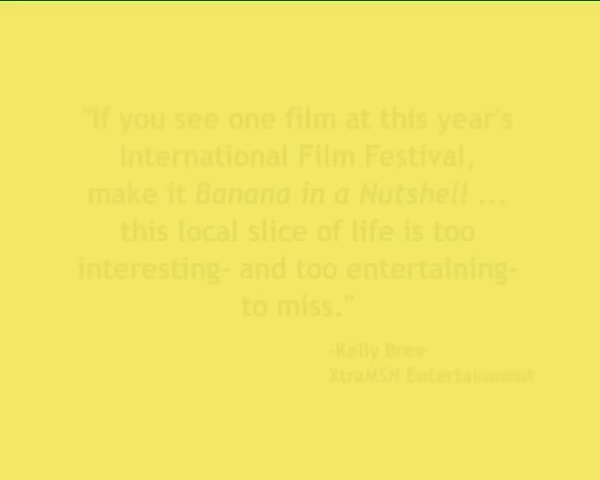 "If you see one film at this year's
International Film Festival,
make it Banana in a Nutshell ...
this local slice of life is too
interesting- and too entertaining-
to miss."
-Kelly Bree
XtraMSN Entertainment